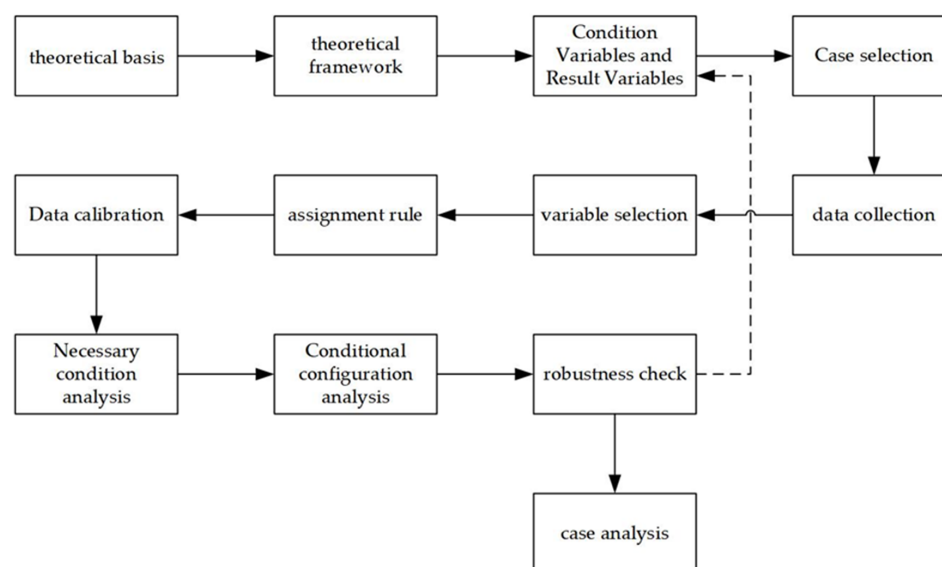 theoretical basis
theoretical
framework
Condition
Variables and
Result Variables
Case selection
Data calibration
assignment rule
variable selection
data collection
Necessary
condition
analysis
Conditional
configuration
analysis
robustness check
case analysis